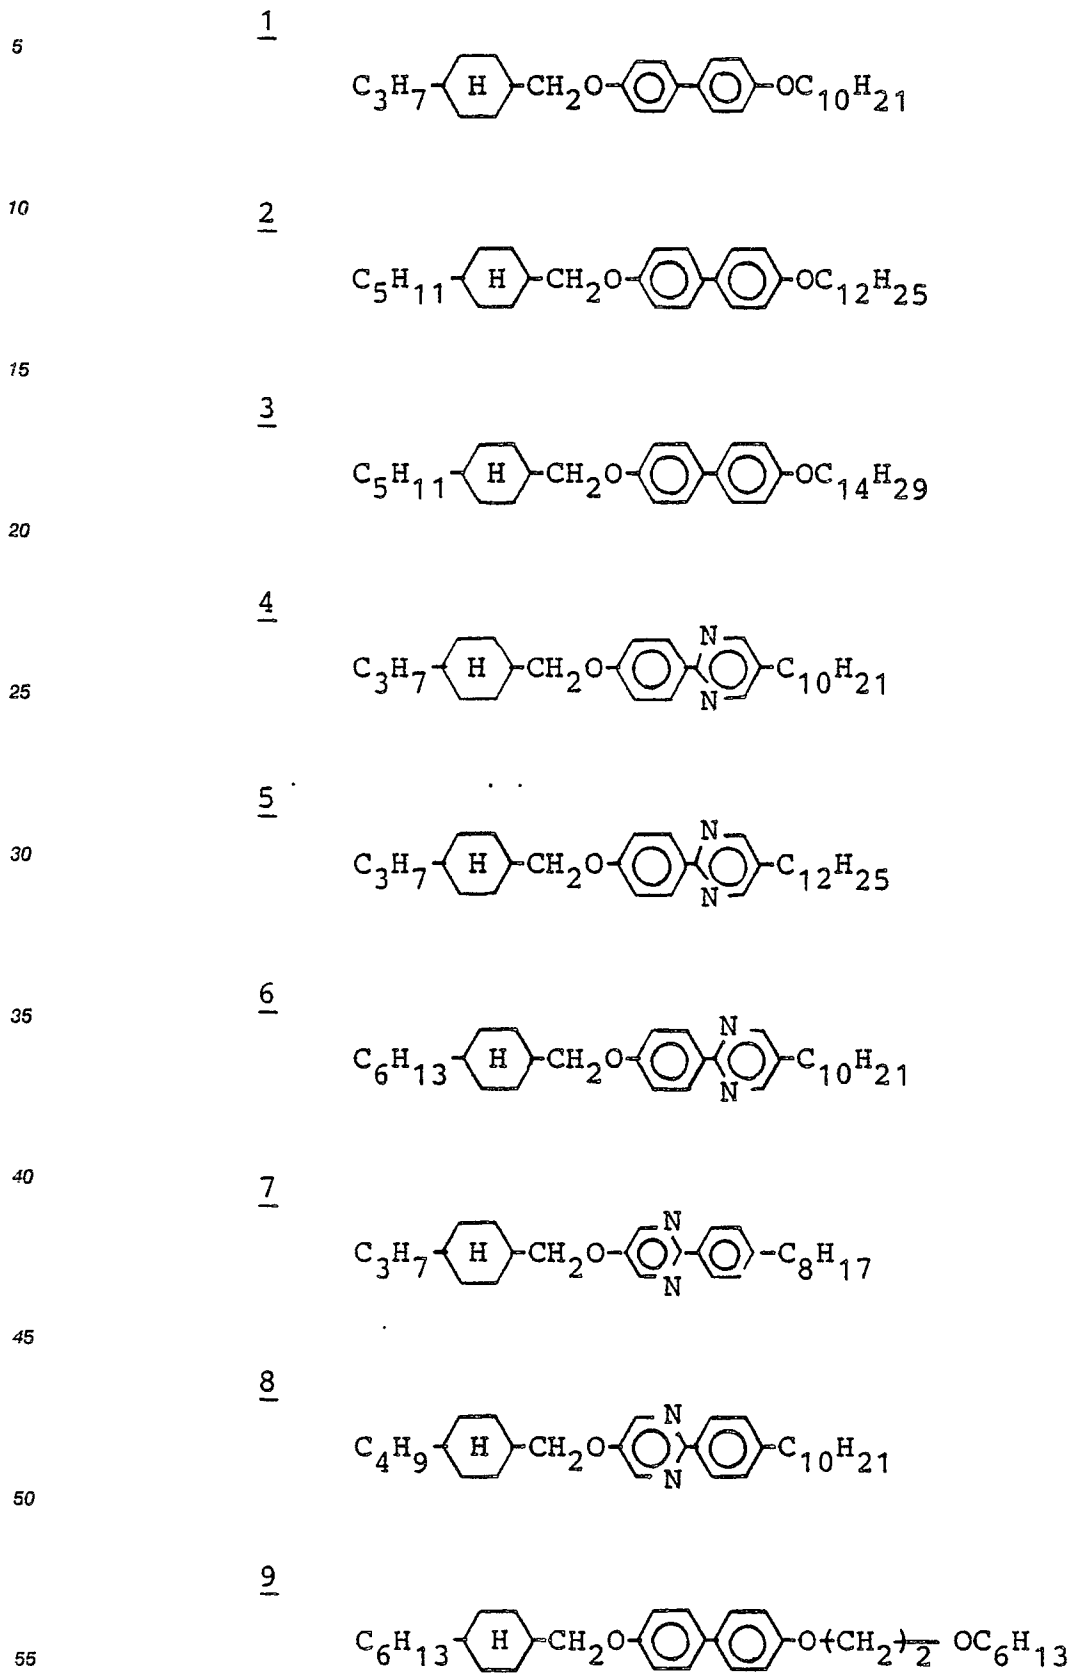 1
5
C3H7 H CH2O OC10H21
10
2
C5H11 H CH2O OC12H25
15
3
C5H11 H CH2O OC14H29
20
4
N
C3H7 H CH2O C10H21
25
N
5
N
30
C3H7 H CH2O C12H25
N
6
35
N
C6H13 H CH2O C10H21
N
40
7
N
C3H7 H CH2O C8H17
N
45
8
N
C4H9 H CH2O C10H21
N
50
9
C6H13 H CH2O O(CH2)2 OC6H13
55